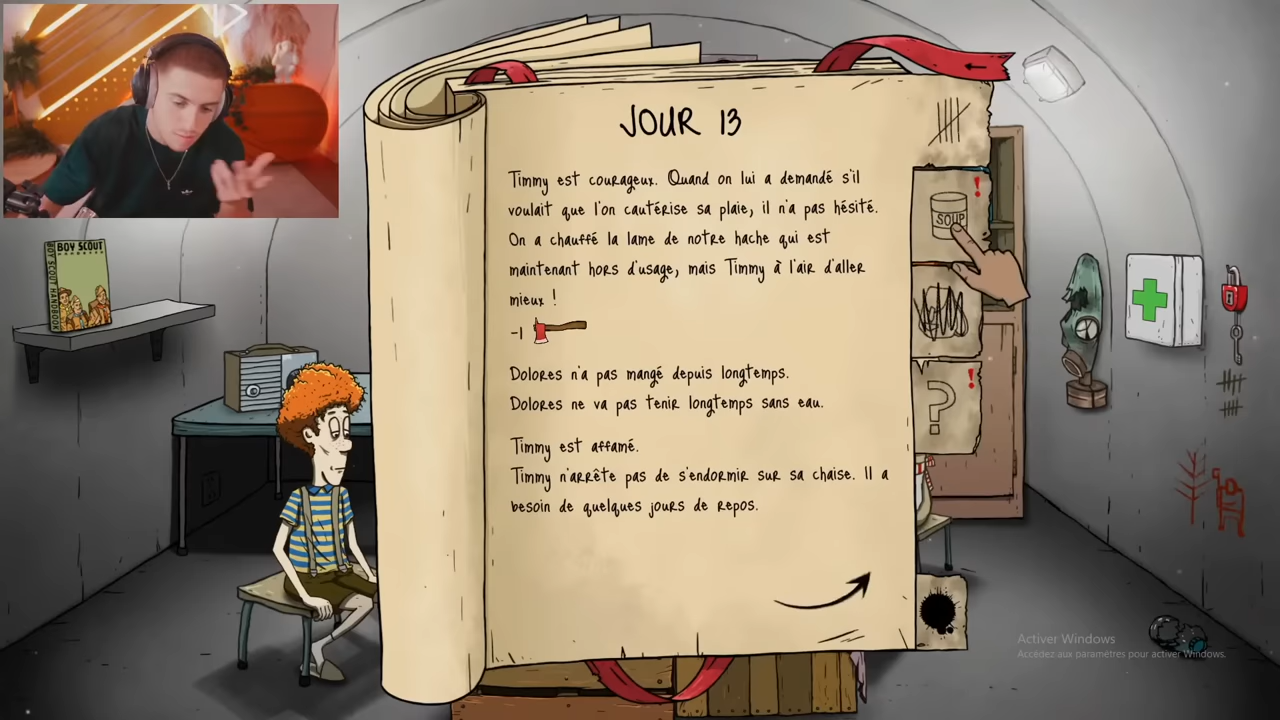 JOUR 13
Timmy est courageux. Quand on lui a demandé s'il
voulait que l'on cautérise sa plaie, il n'a pas hésité.
On a chauffé la lame de notre hache qui est
maintenant hors d'usage, mais Timmy à l'air d'aller
mieux !
-1
Dolores n'a pas mangé depuis longtemps.
Dolores ne va pas tenir longtemps sans eau.
Timmy est affamé.
Timmy n'arrête pas de s'endormir sur sa chaise. Il a
besoin de quelques jours de repos.
!
SOUP
?
!
BOY SCOUT
BOY SCOUT HANDBOOK
Activer Windows
Accédez aux paramètres pour activer Windows.